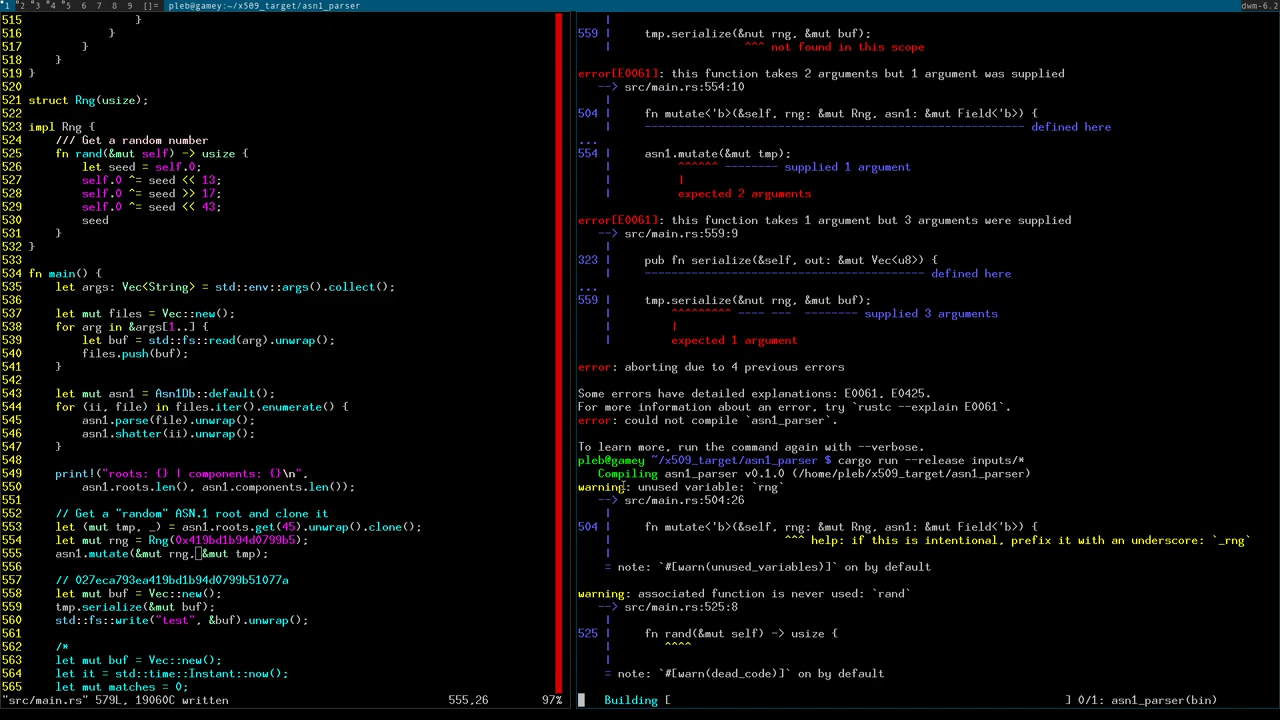 1 2 3 4 5 6 7 8 9 []= pleb@gamey:~/x509_target/asn1_parser dwm-6.2
515 }
516 }
517 }
518 }
519 }
520
521 struct Rng(usize);
522
523 impl Rng {
524 /// Get a random number
525 fn rand(&mut self) -> usize {
526 let seed = self.0;
527 self.0 ^= seed << 13;
528 self.0 ^= seed >> 17;
529 self.0 ^= seed << 43;
530 seed
531 }
532 }
533
534 fn main() {
535 let args: Vec<String> = std::env::args().collect();
536
537 let mut files = Vec::new();
538 for arg in &args[1..] {
539 let buf = std::fs::read(arg).unwrap();
540 files.push(buf);
541 }
542
543 let mut asn1 = Asn1Db::default();
544 for (ii, file) in files.iter().enumerate() {
545 asn1.parse(file).unwrap();
546 asn1.shatter(ii).unwrap();
547 }
548
549 print!("roots: {} | components: {}\n",
550 asn1.roots.len(), asn1.components.len());
551
552 // Get a "random" ASN.1 root and clone it
553 let (mut tmp, _) = asn1.roots.get(45).unwrap().clone();
554 let mut rng = Rng(0x419bd1b94d0799b5);
555 asn1.mutate(&mut rng, &mut tmp);
556
557 // 027eca793ea419bd1b94d0799b51077a
558 let mut buf = Vec::new();
559 tmp.serialize(&mut buf);
560 std::fs::write("test", &buf).unwrap();
561
562 /*
563 let mut buf = Vec::new();
564 let it = std::time::Instant::now();
565 let mut matches = 0;
"src/main.rs" 579L, 19060C written 555,26 97%
|
559 | tmp.serialize(&nut rng, &mut buf);
| ^^^ not found in this scope
error[E0061]: this function takes 2 arguments but 1 argument was supplied
--> src/main.rs:554:10
|
504 | fn mutate<'b>(&self, rng: &mut Rng, asn1: &mut Field<'b>) {
| ---------------------------------------------------------- defined here
...
554 | asn1.mutate(&mut tmp);
| ^^^^^^ -------- supplied 1 argument
| |
| expected 2 arguments
error[E0061]: this function takes 1 argument but 3 arguments were supplied
--> src/main.rs:559:9
|
323 | pub fn serialize(&self, out: &mut Vec<u8>) {
| ------------------------------------------- defined here
...
559 | tmp.serialize(&nut rng, &mut buf);
| ^^^^^^^^^ ---- --- -------- supplied 3 arguments
| |
| expected 1 argument
error: aborting due to 4 previous errors
Some errors have detailed explanations: E0061, E0425.
For more information about an error, try `rustc --explain E0061`.
error: could not compile `asn1_parser`.
To learn more, run the command again with --verbose.
pleb@gamey ~/x509_target/asn1_parser $ cargo run --release inputs/*
Compiling asn1_parser v0.1.0 (/home/pleb/x509_target/asn1_parser)
warning: unused variable: `rng`
--> src/main.rs:504:26
|
504 | fn mutate<'b>(&self, rng: &mut Rng, asn1: &mut Field<'b>) {
| ^^^ help: if this is intentional, prefix it with an underscore: `_rng`
|
= note: `#[warn(unused_variables)]` on by default
warning: associated function is never used: `rand`
--> src/main.rs:525:8
|
525 | fn rand(&mut self) -> usize {
| ^^^^
|
= note: `#[warn(dead_code)]` on by default
Building [ ] 0/1: asn1_parser(bin)